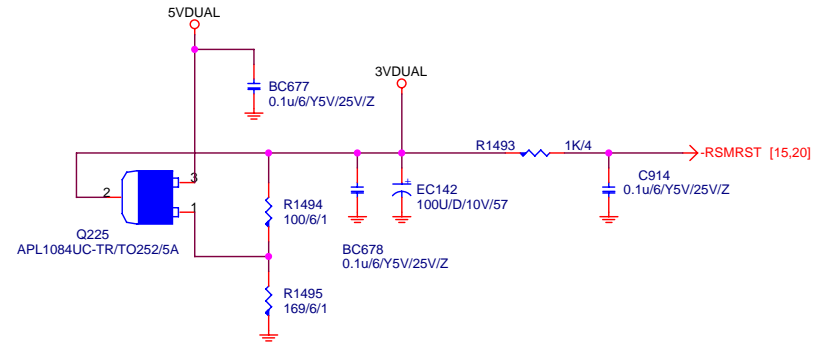 5VDUAL
3VDUAL
BC677
0.1u/6/Y5V/25V/Z
R1493
1K/4
-RSMRST [15,20]
3
2
1
Q225
APL1084UC-TR/TO252/5A
R1494
100/6/1
+
EC142
100U/D/10V/57
C914
0.1u/6/Y5V/25V/Z
BC678
0.1u/6/Y5V/25V/Z
R1495
169/6/1